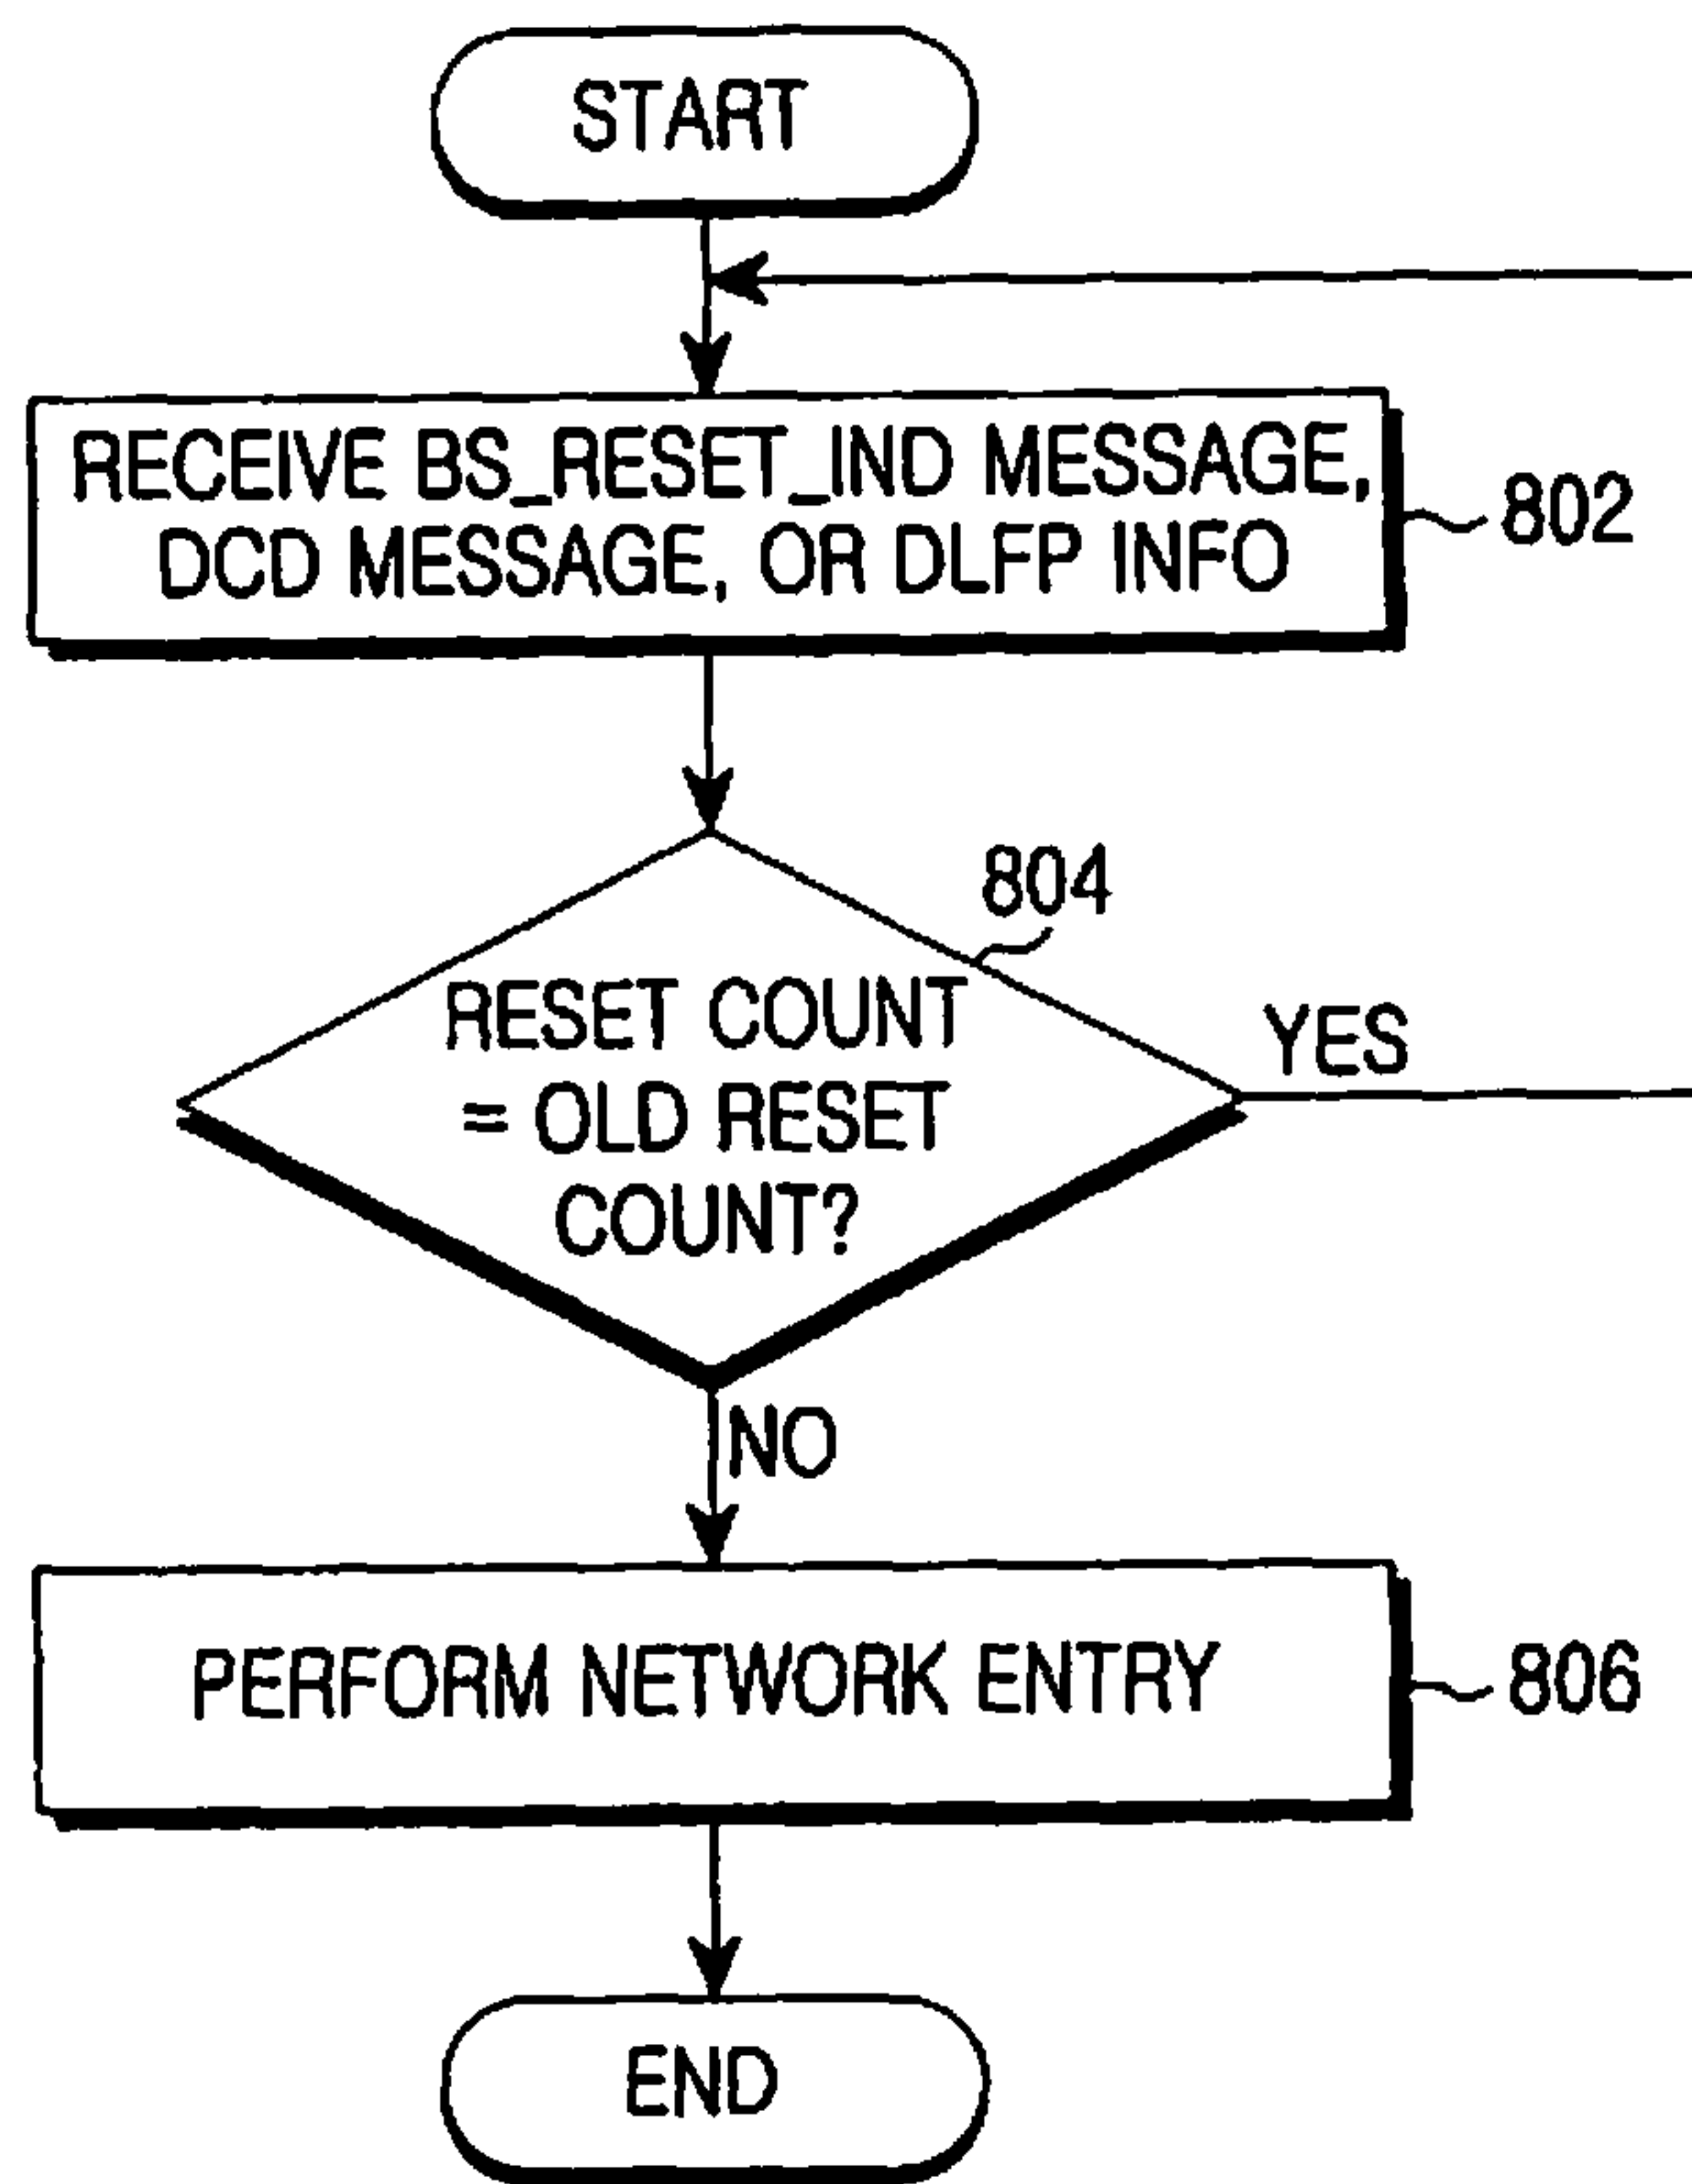 START
RECEIVE BS_RESET_IND MESSAGE,
DCD MESSAGE, OR DLFP INFO
802
804
RESET COUNT
= OLD RESET
COUNT?
YES
NO
PERFORM NETWORK ENTRY
806
END